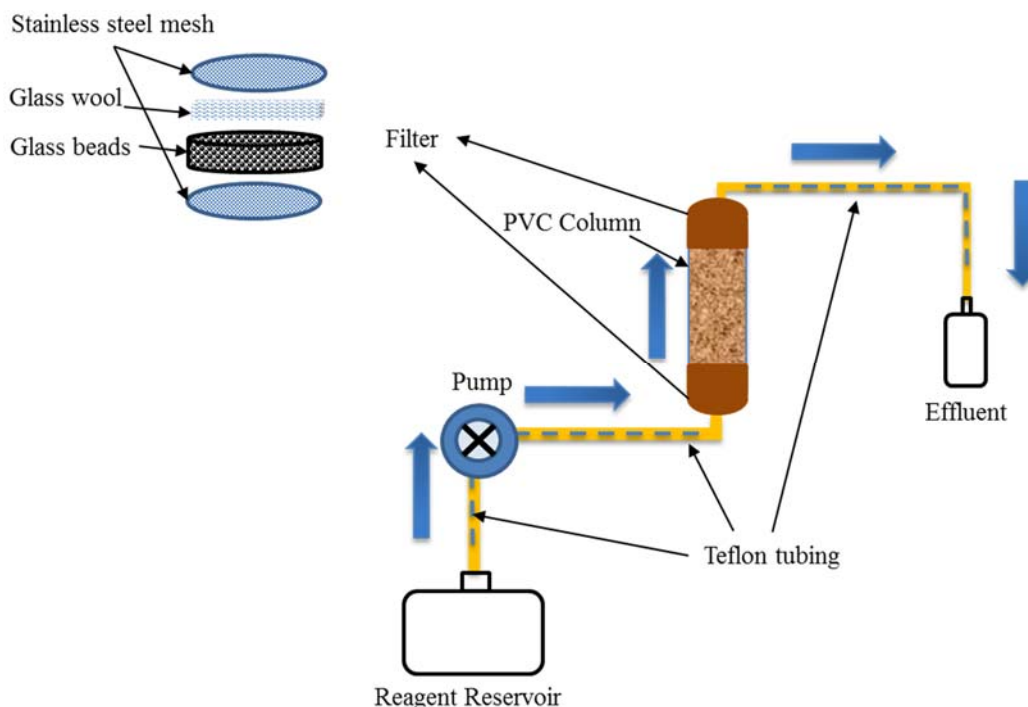 Stainless steel mesh
Glass wool
Glass beads
Filter
PVC Column
Pump
Effluent
Teflon tubing
Reagent Reservoir